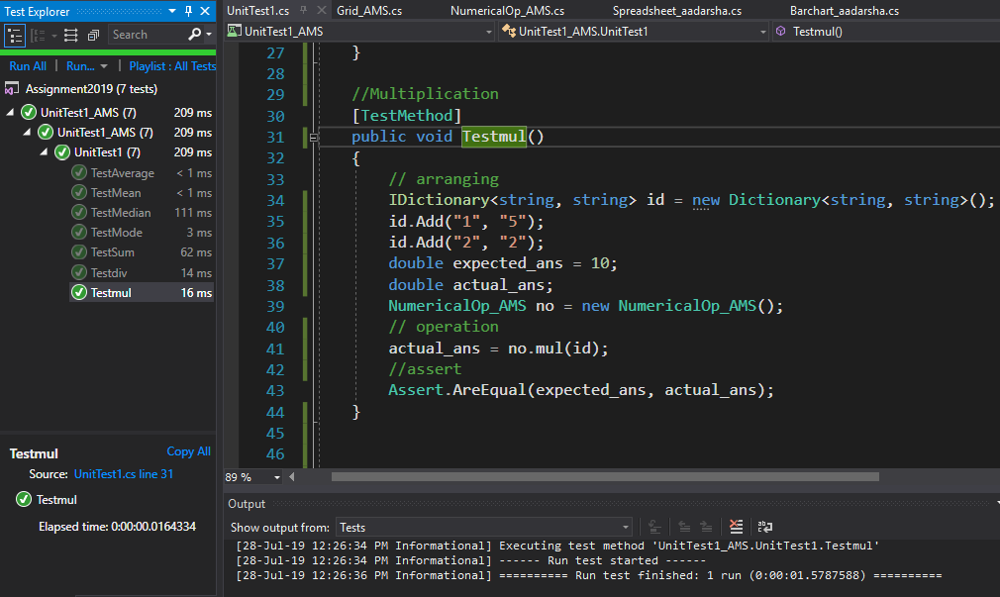 Test Explorer
Search
Run All | Run... | Playlist : All Tests
Assignment2019 (7 tests)
UnitTest1_AMS (7) 209 ms
UnitTest1_AMS (7) 209 ms
UnitTest1 (7) 209 ms
TestAverage < 1 ms
TestMean < 1 ms
TestMedian 111 ms
TestMode 3 ms
TestSum 62 ms
Testdiv 14 ms
Testmul 16 ms
Testmul Copy All
Source: UnitTest1.cs line 31
Testmul
Elapsed time: 0:00:00.0164334
UnitTest1.cs Grid_AMS.cs NumericalOp_AMS.cs Spreadsheet_aadarsha.cs Barchart_aadarsha.cs
UnitTest1_AMS UnitTest1_AMS.UnitTest1 Testmul()
27 }
28
29 //Multiplication
30 [TestMethod]
31 public void Testmul()
32 {
33 // arranging
34 IDictionary<string, string> id = new Dictionary<string, string>();
35 id.Add("1", "5");
36 id.Add("2", "2");
37 double expected_ans = 10;
38 double actual_ans;
39 NumericalOp_AMS no = new NumericalOp_AMS();
40 // operation
41 actual_ans = no.mul(id);
42 //assert
43 Assert.AreEqual(expected_ans, actual_ans);
44 }
45
46
89 %
Output
Show output from: Tests
[28-Jul-19 12:26:34 PM Informational] Executing test method 'UnitTest1_AMS.UnitTest1.Testmul'
[28-Jul-19 12:26:34 PM Informational] ------ Run test started ------
[28-Jul-19 12:26:36 PM Informational] ========== Run test finished: 1 run (0:00:01.5787588) ==========